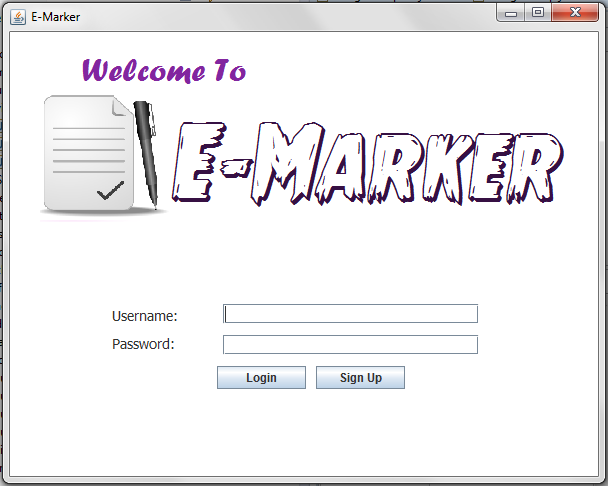 E-Marker
Welcome To
E-Marker
Username:
Password:
Login Sign Up